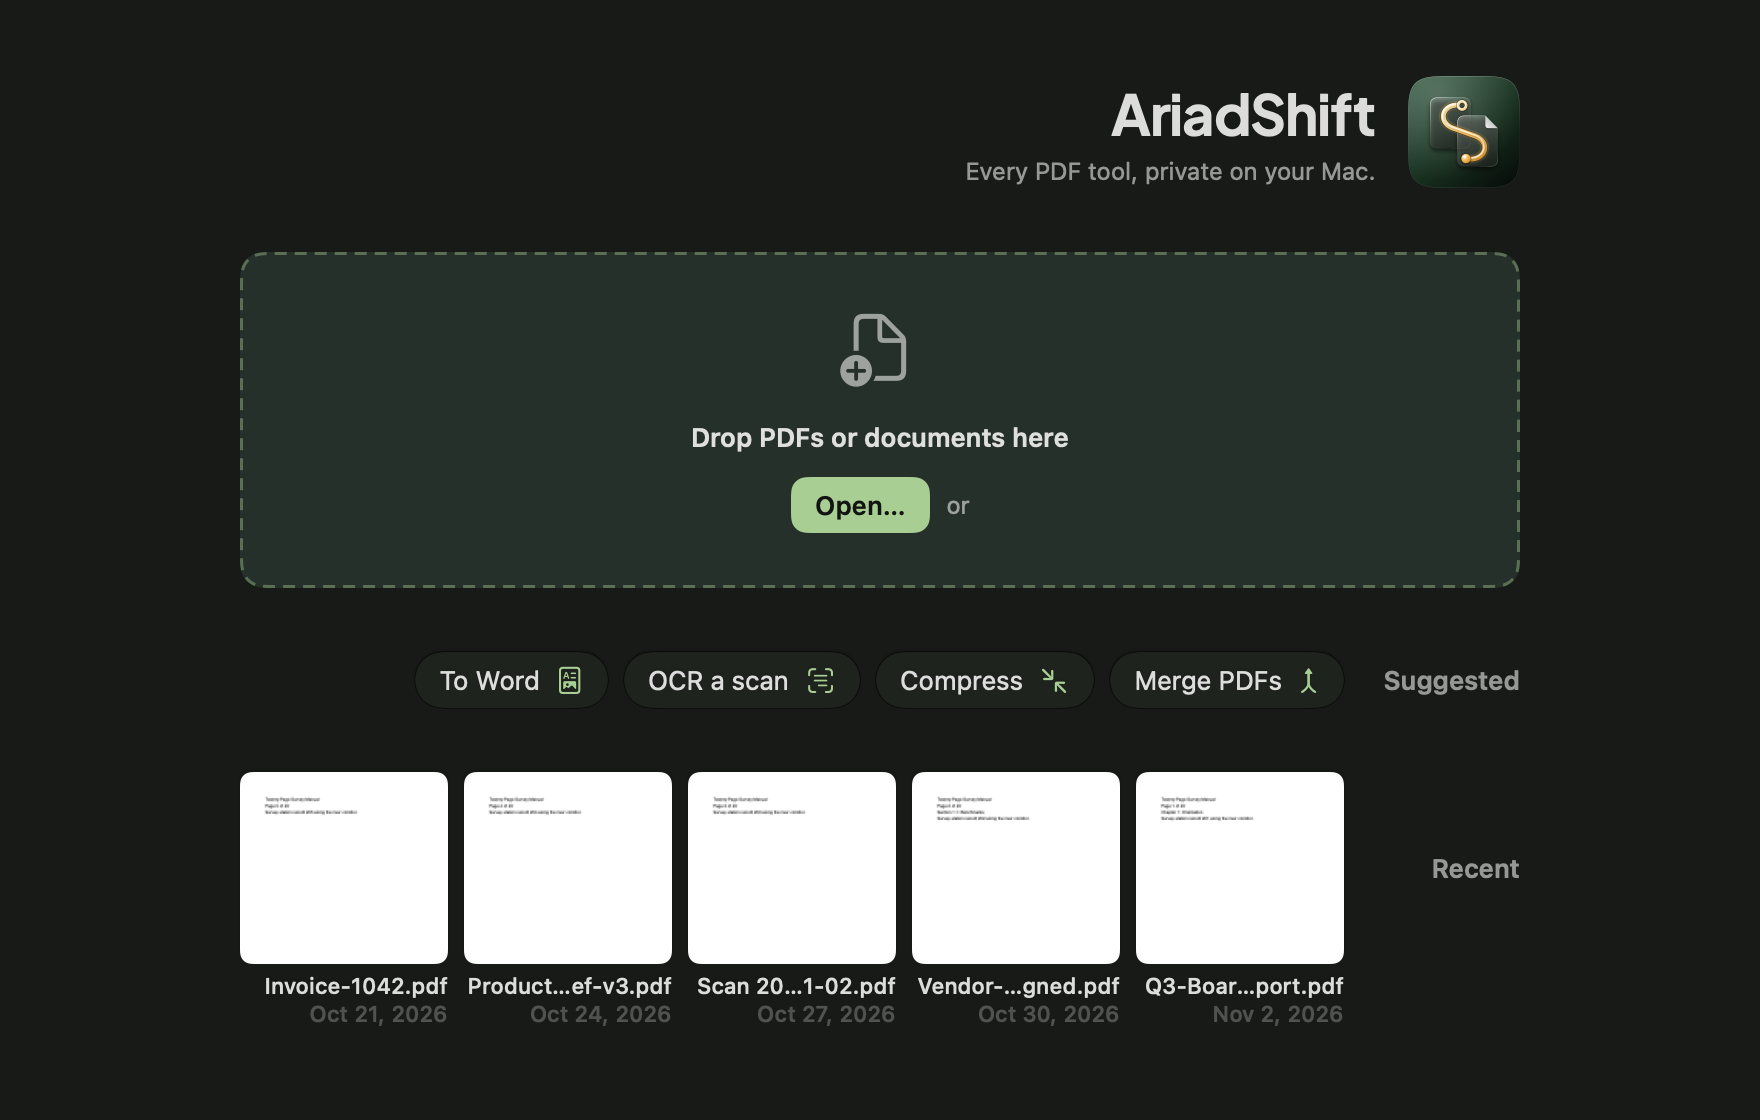 AriadShift
Every PDF tool, private on your Mac.
Drop PDFs or documents here
or
Open...
Suggested
Merge PDFs
Compress
OCR a scan
To Word
Recent
Q3-Boar...port.pdf
Nov 2, 2026
Vendor-...gned.pdf
Oct 30, 2026
Scan 20...1-02.pdf
Oct 27, 2026
Product...ef-v3.pdf
Oct 24, 2026
Invoice-1042.pdf
Oct 21, 2026